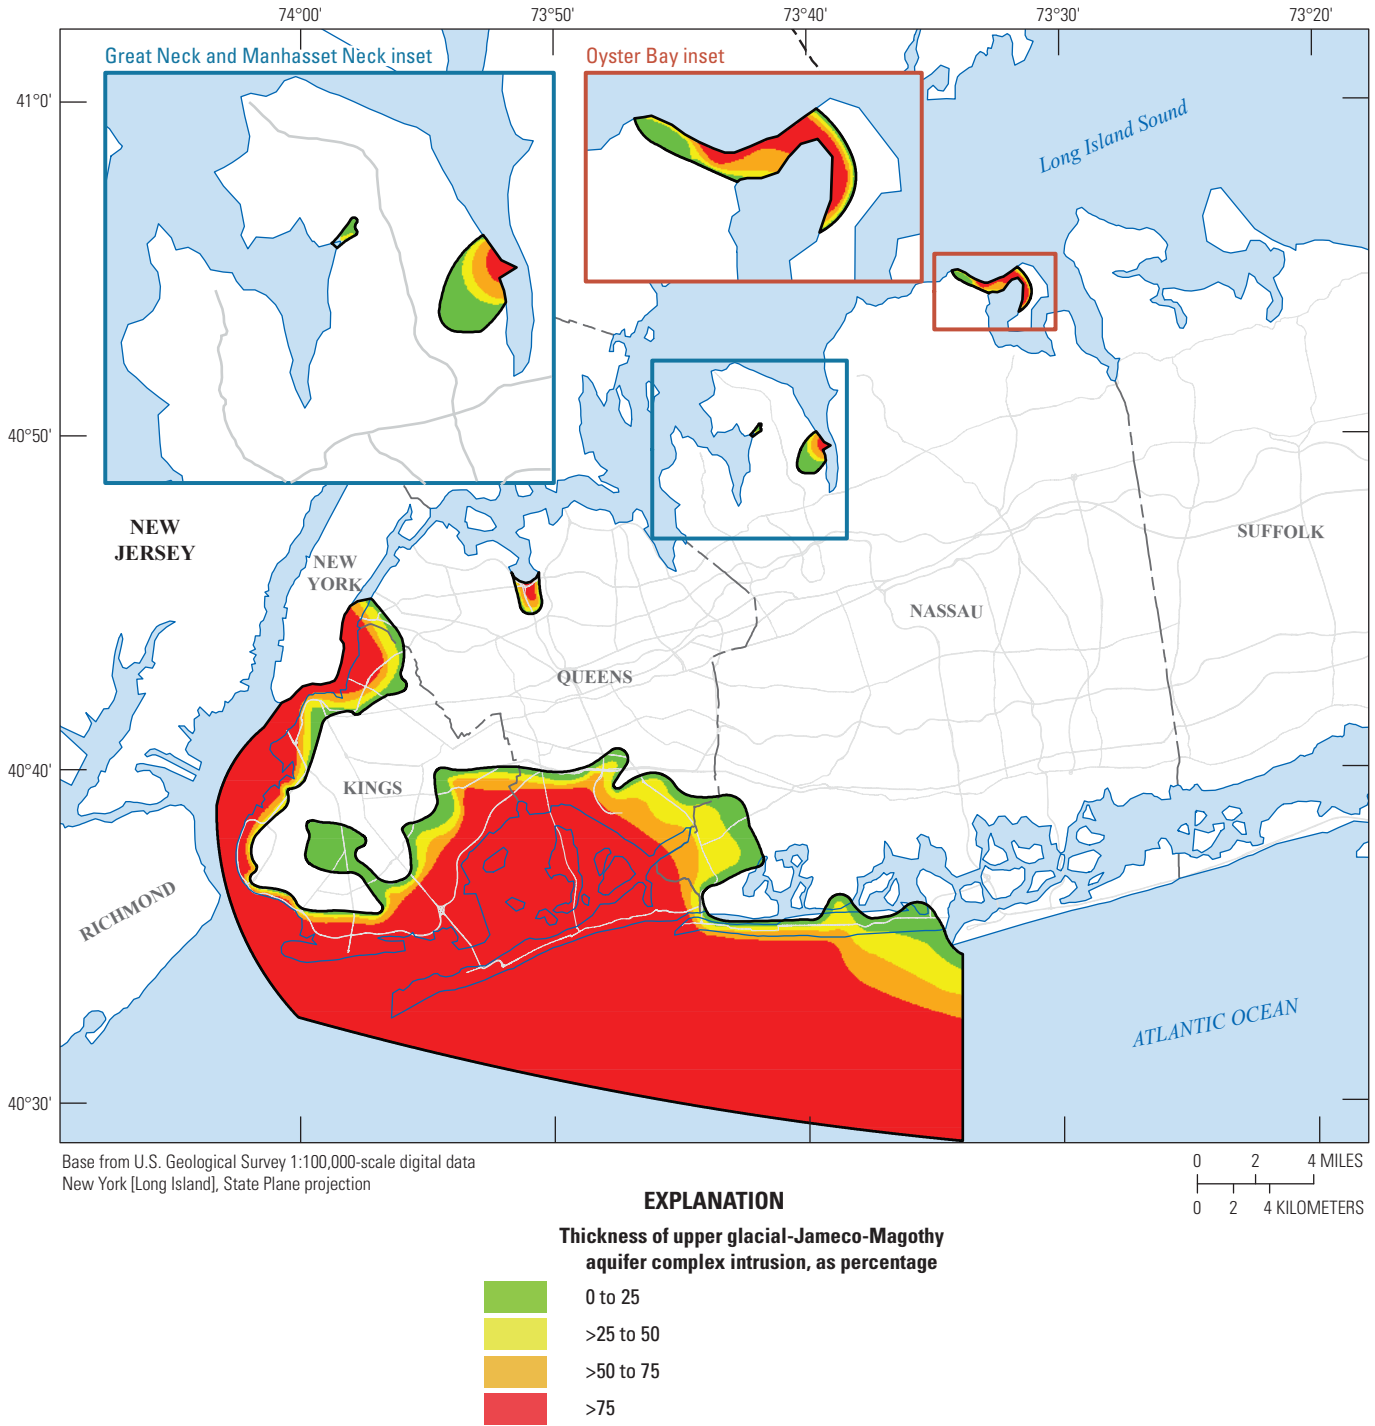 74°00'
73°50'
73°40'
73°30'
73°20'
Great Neck and Manhasset Neck inset
Oyster Bay inset
41°0'
Long Island Sound
40°50'
NEW
JERSEY
NEW
YORK
SUFFOLK
NASSAU
QUEENS
40°40'
KINGS
RICHMOND
ATLANTIC OCEAN
40°30'
Base from U.S. Geological Survey 1:100,000-scale digital data
New York [Long Island], State Plane projection
0 2 4 MILES
0 2 4 KILOMETERS
EXPLANATION
Thickness of upper glacial-Jameco-Magothy
aquifer complex intrusion, as percentage
0 to 25
>25 to 50
>50 to 75
>75